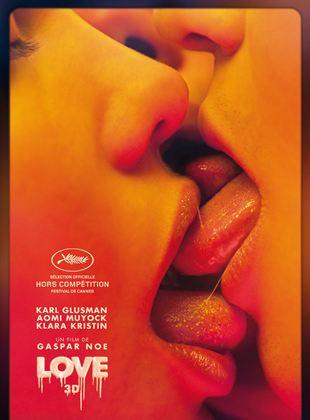 SÉLECTION OFFICIELLE
HORS COMPÉTITION
FESTIVAL DE CANNES
KARL GLUSMAN
AOMI MUYOCK
KLARA KRISTIN
UN FILM DE
GASPAR NOE
LOVE
3D